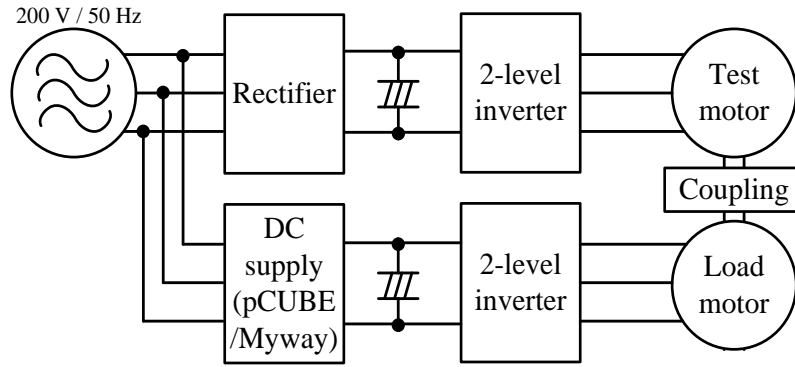 200 V / 50 Hz
Rectifier
2-level
inverter
Test
motor
Coupling
DC
supply
(pCUBE
/Myway)
2-level
inverter
Load
motor